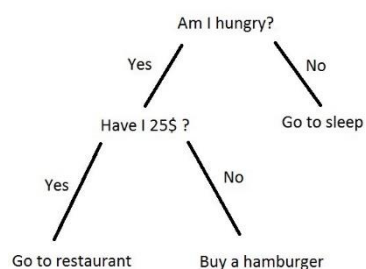 Am I hungry?
Yes
No
Have I 25$ ?
Go to sleep
Yes
No
Go to restaurant
Buy a hamburger